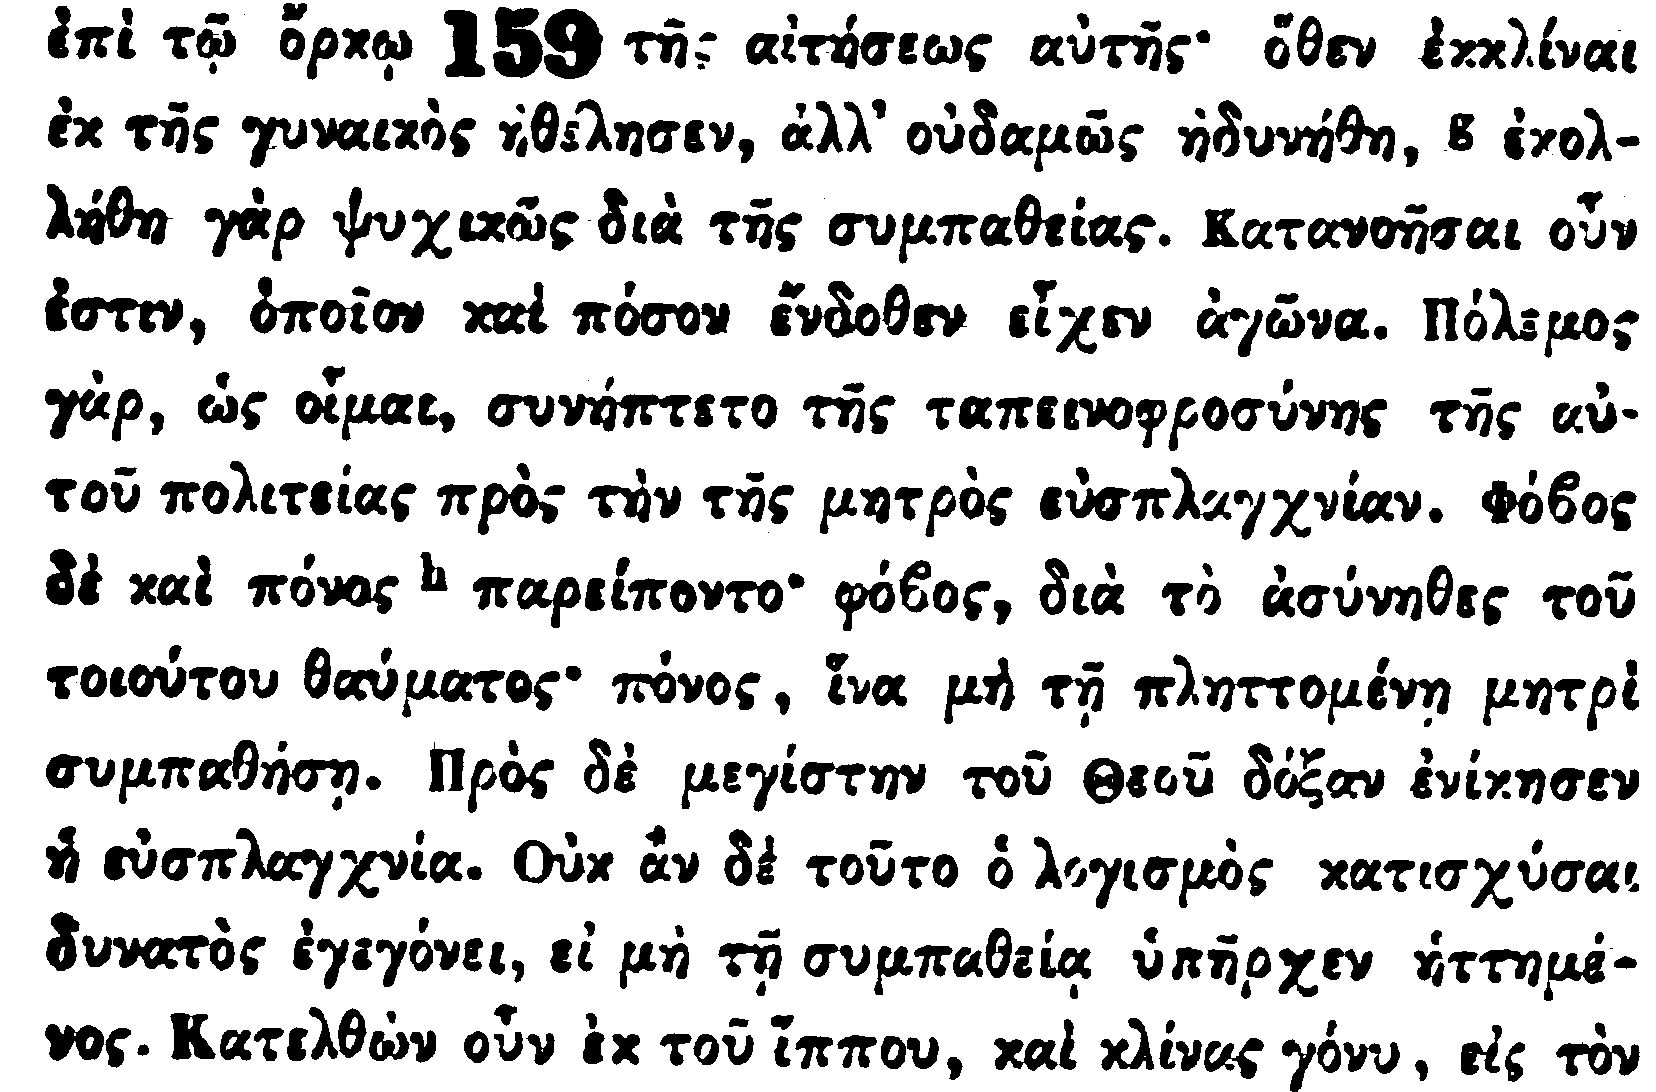 ἐπὶ τῷ ὅρκῳ 159 τῆς αἰτήσεως αὐτῆς· ὅθεν ἐκκλίναι
ἐκ τῆς γυναικὸς ἠθέλησεν, ἀλλ' οὐδαμῶς ἠδυνήθη, g ἐκολ-
λήθη γὰρ ψυχικῶς διὰ τῆς συμπαθείας. Κατανοῆσαι οὖν
ἐστιν, ὁποῖον καὶ πόσον ἔνδοθεν εἶχεν ἀγῶνα. Πόλεμος
γὰρ, ὡς οἶμαι, συνήπτετο τῆς ταπεινοφροσύνης τῆς αὐ-
τοῦ πολιτείας πρὸς τὴν τῆς μητρὸς εὐσπλαγχνίαν. Φόϐος
δὲ καὶ πόνος h παρείποντο· φόϐος, διὰ τὸ ἀσύνηθες τοῦ
τοιούτου θαύματος· πόνος, ἵνα μὴ τῇ πληττομένῃ μητρὶ
συμπαθήσῃ. Πρὸς δὲ μεγίστην τοῦ Θεοῦ δόξαν ἐνίκησεν
ἡ εὐσπλαγχνία. Οὐκ ἂν δὲ τοῦτο ὁ λογισμὸς κατισχύσαι
δυνατὸς ἐγεγόνει, εἰ μὴ τῇ συμπαθείᾳ ὑπῆρχεν ἡττημέ-
νος. Κατελθὼν οὖν ἐκ τοῦ ἵππου, καὶ κλίνας γόνυ, εἰς τὸν